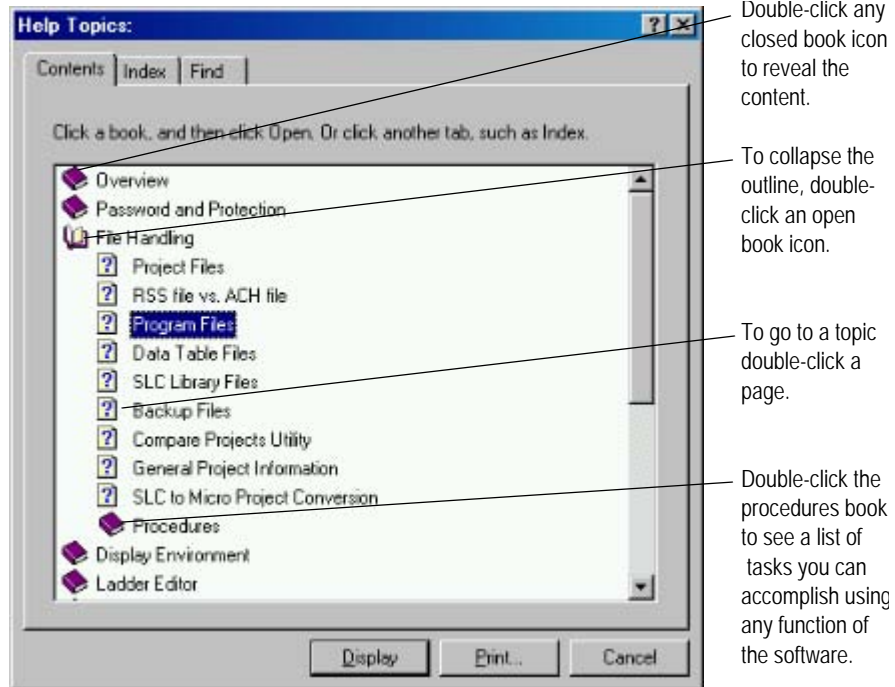 Help Topics:
Contents
Index
Find
Click a book, and then click Open. Or click another tab, such as Index.
Overview
Password and Protection
File Handling
Project Files
RSS file vs. ACH file
Program Files
Data Table Files
SLC Library Files
Backup Files
Compare Projects Utility
General Project Information
SLC to Micro Project Conversion
Procedures
Display Environment
Ladder Editor
Display
Print...
Cancel
Double-click any
closed book icon
to reveal the
content.
To collapse the
outline, double-
click an open
book icon.
To go to a topic
double-click a
page.
Double-click the
procedures book
to see a list of
tasks you can
accomplish using
any function of
the software.